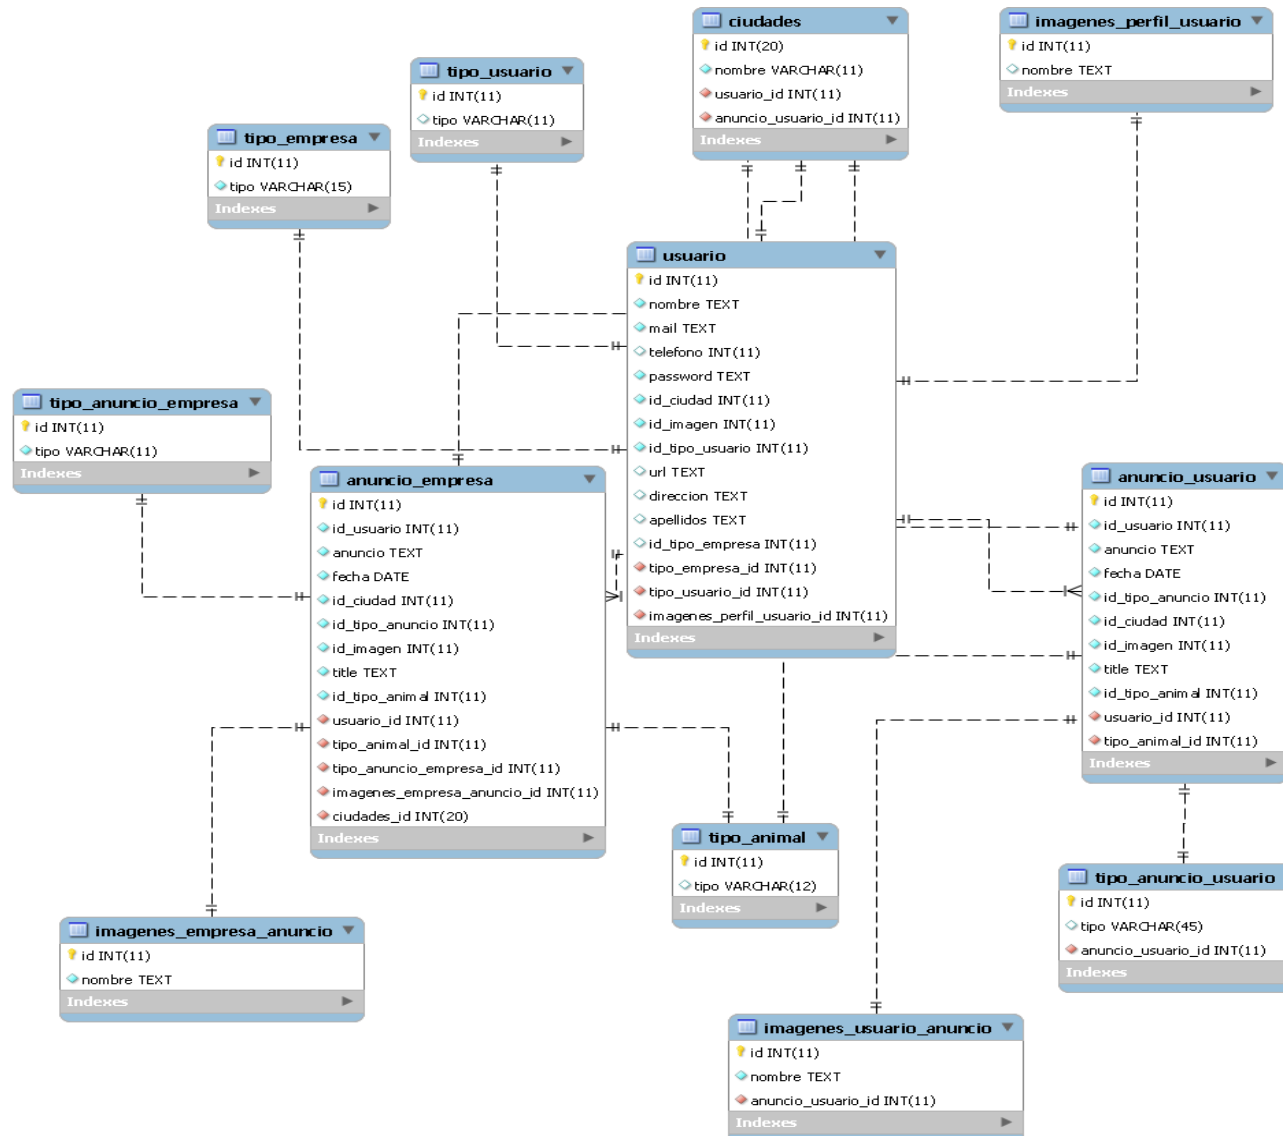 ciudades
id INT(20)
nombre VARCHAR(11)
usuario_id INT(11)
anuncio_usuario_id INT(11)
Indexes
imagenes_perfil_usuario
id INT(11)
nombre TEXT
Indexes
tipo_usuario
id INT(11)
tipo VARCHAR(11)
Indexes
tipo_empresa
id INT(11)
tipo VARCHAR(15)
Indexes
usuario
id INT(11)
nombre TEXT
mail TEXT
telefono INT(11)
password TEXT
id_ciudad INT(11)
id_imagen INT(11)
id_tipo_usuario INT(11)
url TEXT
direccion TEXT
apellidos TEXT
id_tipo_empresa INT(11)
tipo_empresa_id INT(11)
tipo_usuario_id INT(11)
imagenes_perfil_usuario_id INT(11)
Indexes
tipo_anuncio_empresa
id INT(11)
tipo VARCHAR(11)
Indexes
anuncio_empresa
id INT(11)
id_usuario INT(11)
anuncio TEXT
fecha DATE
id_ciudad INT(11)
id_tipo_anuncio INT(11)
id_imagen INT(11)
title TEXT
id_tipo_animal INT(11)
usuario_id INT(11)
tipo_animal_id INT(11)
tipo_anuncio_empresa_id INT(11)
imagenes_empresa_anuncio_id INT(11)
ciudades_id INT(20)
Indexes
anuncio_usuario
id INT(11)
id_usuario INT(11)
anuncio TEXT
fecha DATE
id_tipo_anuncio INT(11)
id_ciudad INT(11)
id_imagen INT(11)
title TEXT
id_tipo_animal INT(11)
usuario_id INT(11)
tipo_animal_id INT(11)
Indexes
tipo_animal
id INT(11)
tipo VARCHAR(12)
Indexes
tipo_anuncio_usuario
id INT(11)
tipo VARCHAR(45)
anuncio_usuario_id INT(11)
Indexes
imagenes_empresa_anuncio
id INT(11)
nombre TEXT
Indexes
imagenes_usuario_anuncio
id INT(11)
nombre TEXT
anuncio_usuario_id INT(11)
Indexes